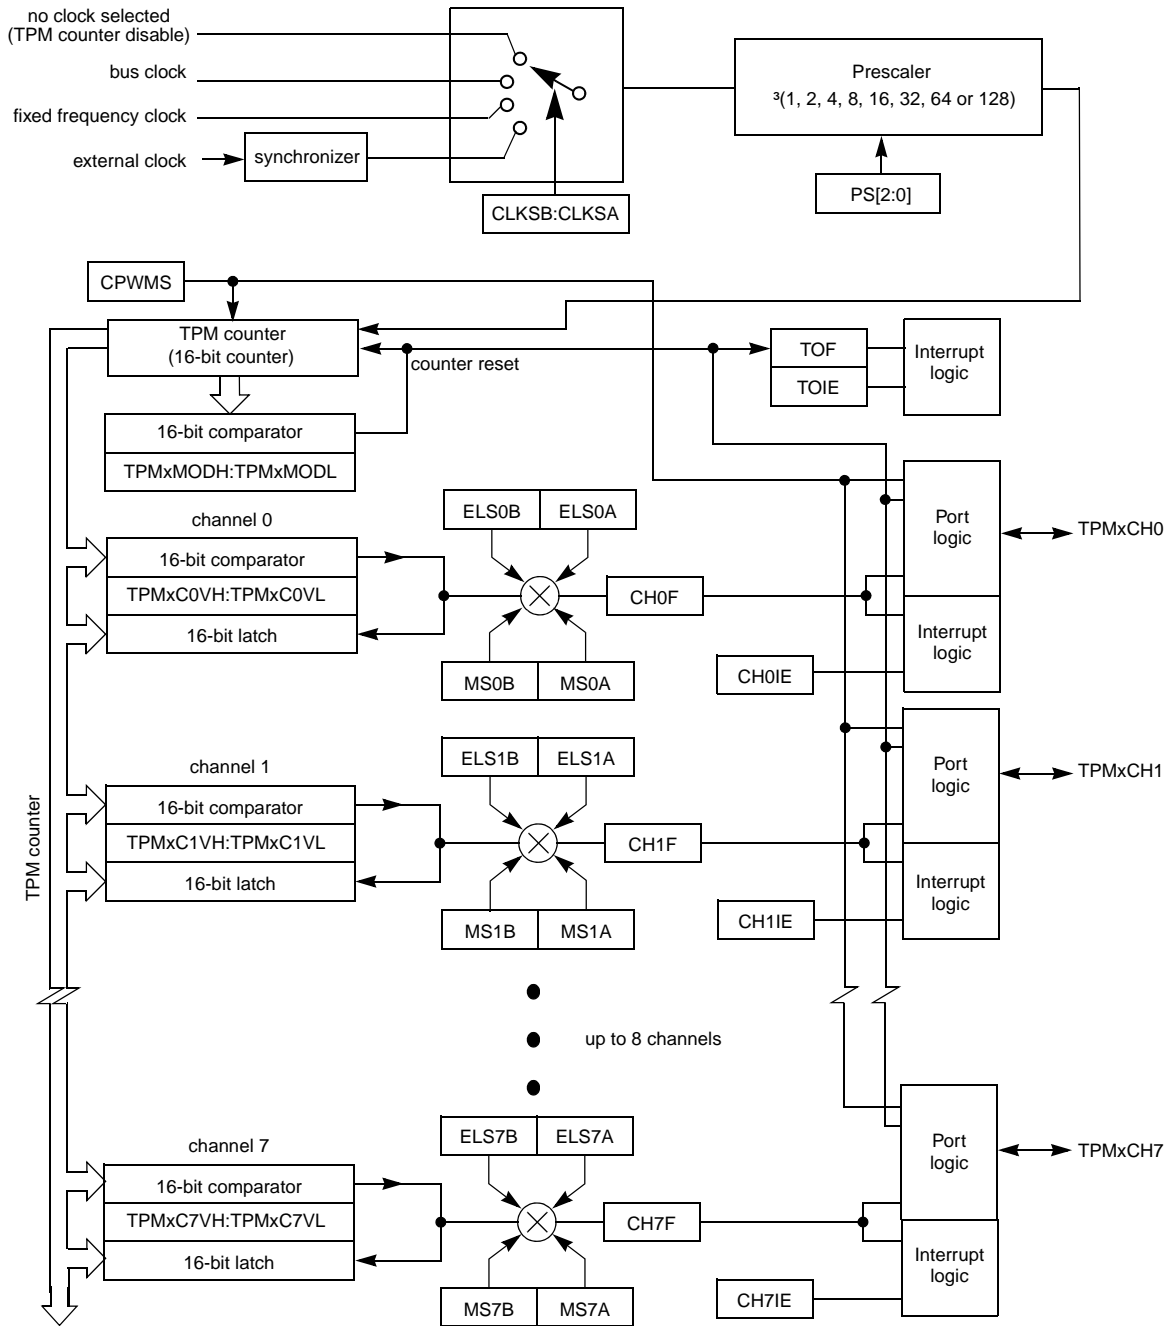 no clock selected
(TPM counter disable)
bus clock
fixed frequency clock
external clock
synchronizer
CLKSB:CLKSA
Prescaler
³(1, 2, 4, 8, 16, 32, 64 or 128)
PS[2:0]
CPWMS
TPM counter
(16-bit counter)
counter reset
TOF
TOIE
Interrupt
logic
16-bit comparator
TPMxMODH:TPMxMODL
channel 0
16-bit comparator
TPMxC0VH:TPMxC0VL
16-bit latch
ELS0B
ELS0A
MS0B
MS0A
CH0F
CH0IE
Port
logic
Interrupt
logic
TPMxCH0
TPM counter
channel 1
16-bit comparator
TPMxC1VH:TPMxC1VL
16-bit latch
ELS1B
ELS1A
MS1B
MS1A
CH1F
CH1IE
Port
logic
Interrupt
logic
TPMxCH1
up to 8 channels
channel 7
16-bit comparator
TPMxC7VH:TPMxC7VL
16-bit latch
ELS7B
ELS7A
MS7B
MS7A
CH7F
CH7IE
Port
logic
Interrupt
logic
TPMxCH7